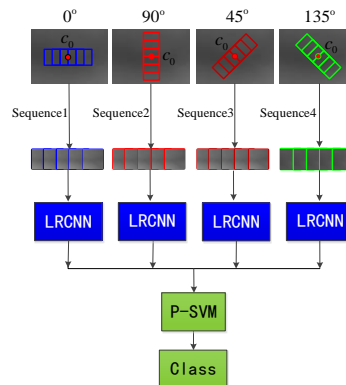 0° 90° 45° 135°
c₀ c₀ c₀ c₀
Sequence1 Sequence2 Sequence3 Sequence4
LRCNN LRCNN LRCNN LRCNN
P-SVM
Class